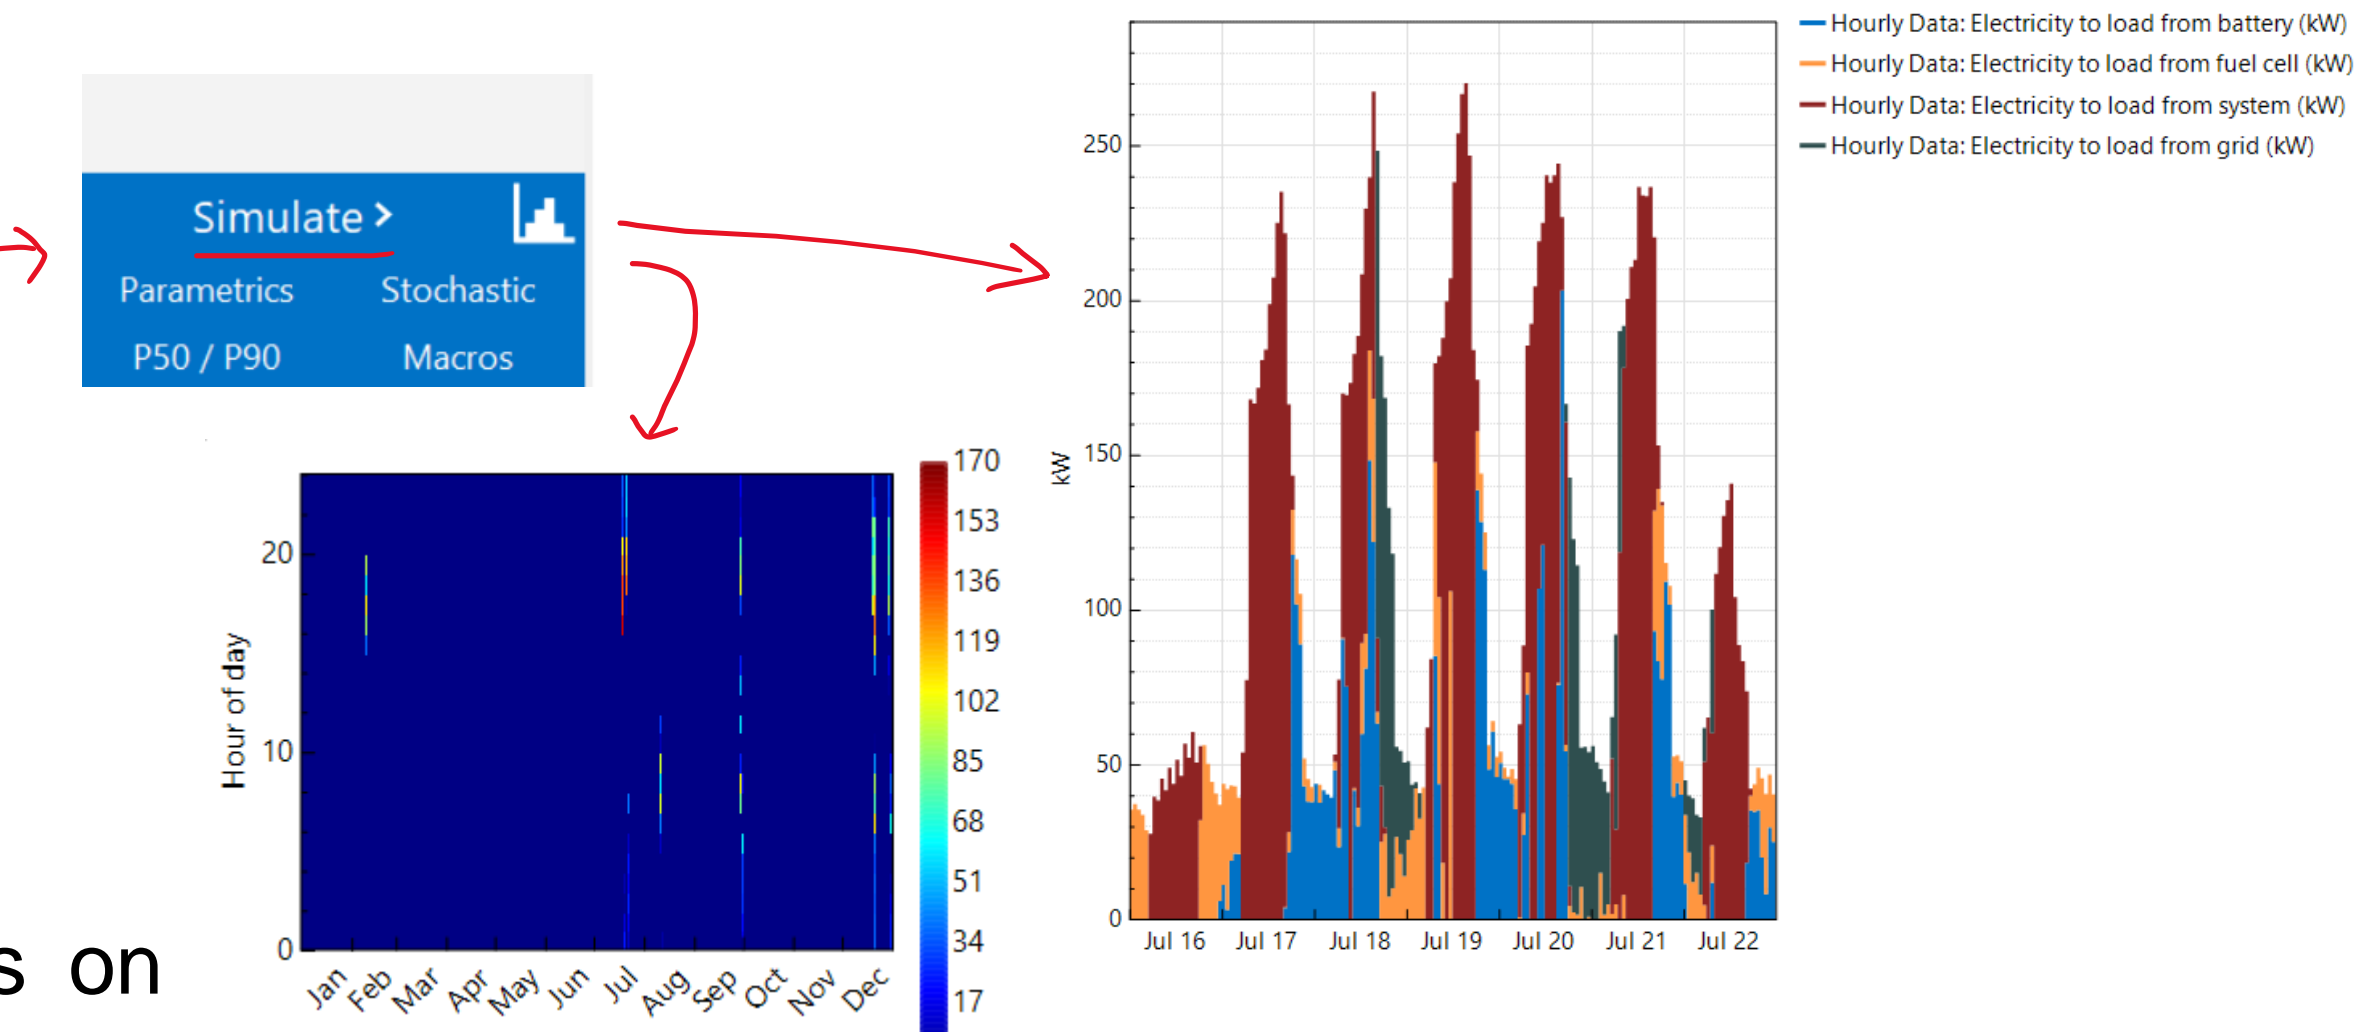 Simulate >
Parametrics Stochastic
P50 / P90 Macros
Hourly Data: Electricity to load from battery (kW)
Hourly Data: Electricity to load from fuel cell (kW)
Hourly Data: Electricity to load from system (kW)
Hourly Data: Electricity to load from grid (kW)
kW
250
200
150
100
50
0
Jul 16 Jul 17 Jul 18 Jul 19 Jul 20 Jul 21 Jul 22
Hour of day
20
10
0
Jan Feb Mar Apr May Jun Jul Aug Sep Oct Nov Dec
170
153
136
119
102
85
68
51
34
17
s on